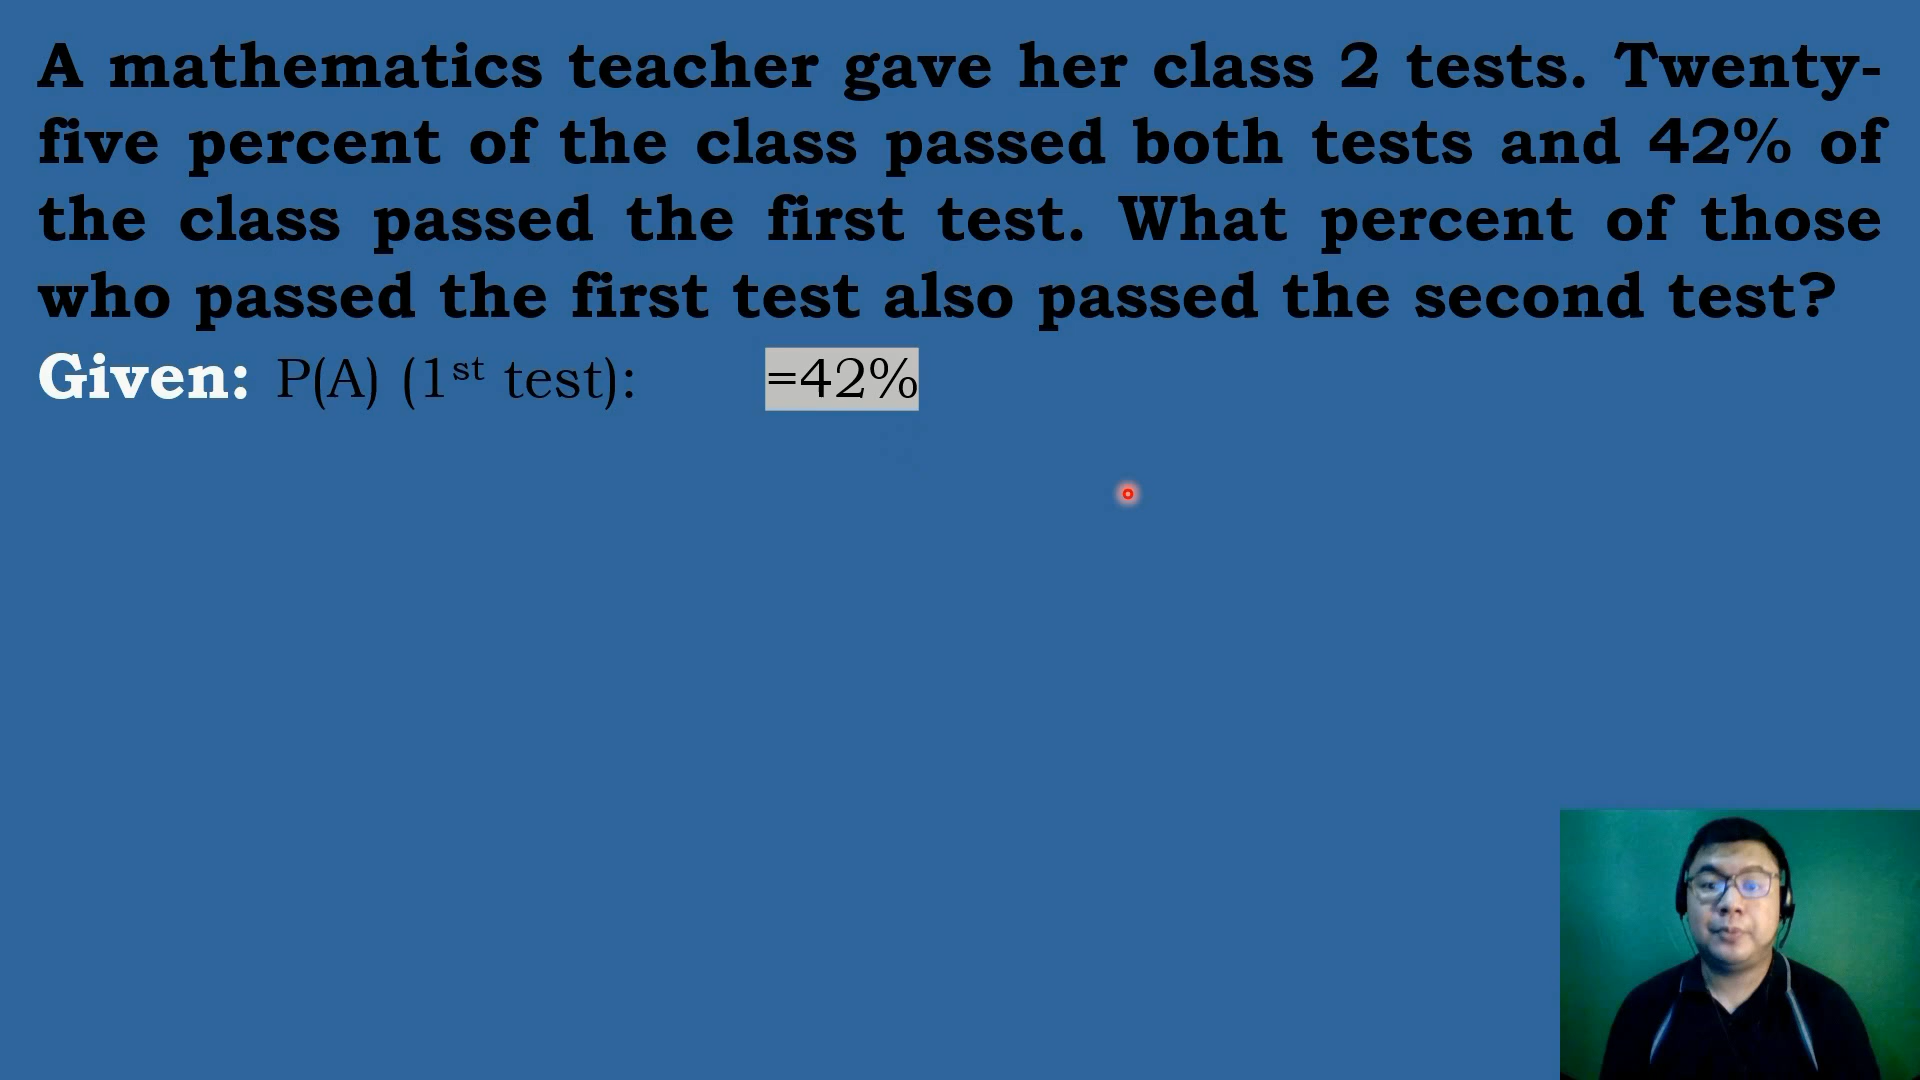 A mathematics teacher gave her class 2 tests. Twenty-
five percent of the class passed both tests and 42% of
the class passed the first test. What percent of those
who passed the first test also passed the second test?
Given: P(A) (1st test): =42%